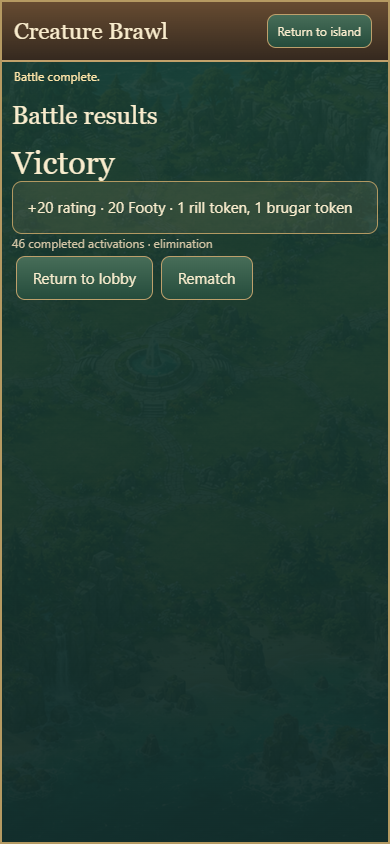 Creature Brawl
Return to island
Battle complete.
Battle results
Victory
+20 rating · 20 Footy · 1 rill token, 1 brugar token
46 completed activations · elimination
Return to lobby
Rematch